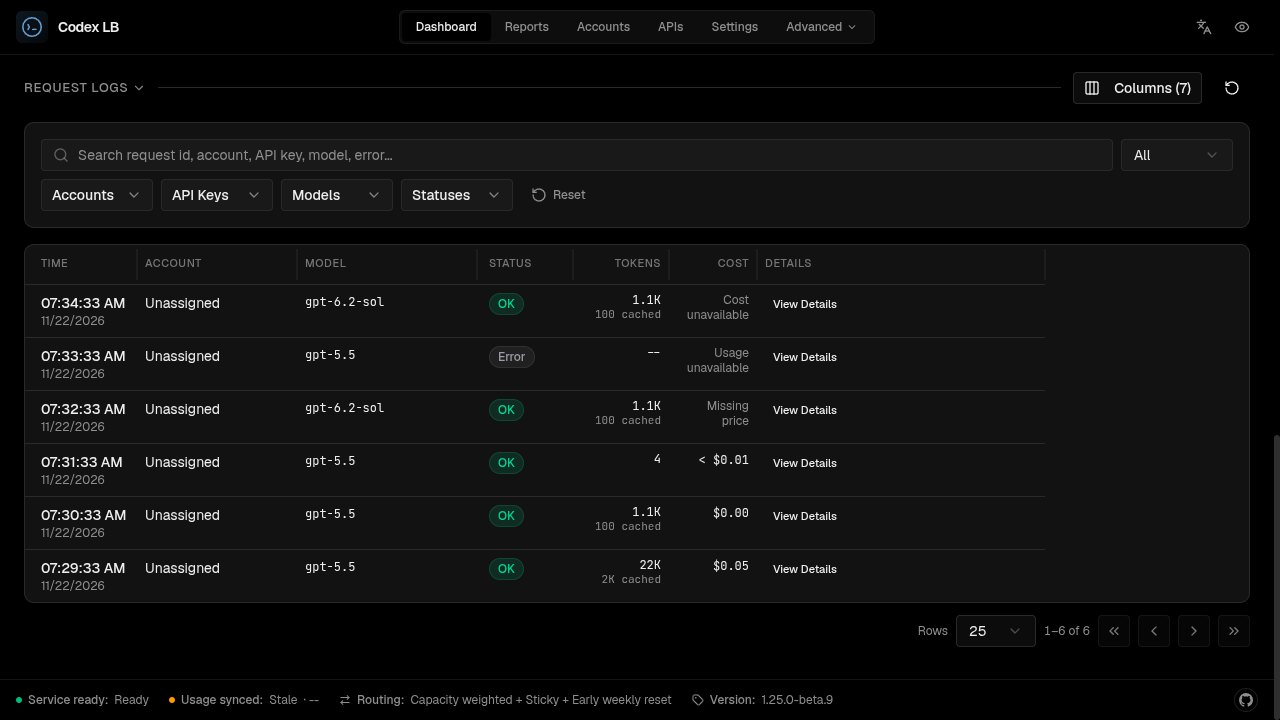 Codex LB
Dashboard Reports Accounts APIs Settings Advanced
REQUEST LOGS Columns (7)
Search request id, account, API key, model, error... All
Accounts API Keys Models Statuses Reset
TIME ACCOUNT MODEL STATUS TOKENS COST DETAILS
07:34:33 AM Unassigned gpt-6.2-sol OK 1.1K Cost View Details
11/22/2026 100 cached unavailable
07:33:33 AM Unassigned gpt-5.5 Error -- Usage View Details
11/22/2026 unavailable
07:32:33 AM Unassigned gpt-6.2-sol OK 1.1K Missing View Details
11/22/2026 100 cached price
07:31:33 AM Unassigned gpt-5.5 OK 4 < $0.01 View Details
11/22/2026
07:30:33 AM Unassigned gpt-5.5 OK 1.1K $0.00 View Details
11/22/2026 100 cached
07:29:33 AM Unassigned gpt-5.5 OK 22K $0.05 View Details
11/22/2026 2K cached
Rows 25 1–6 of 6
Service ready: Ready Usage synced: Stale · -- Routing: Capacity weighted + Sticky + Early weekly reset Version: 1.25.0-beta.9